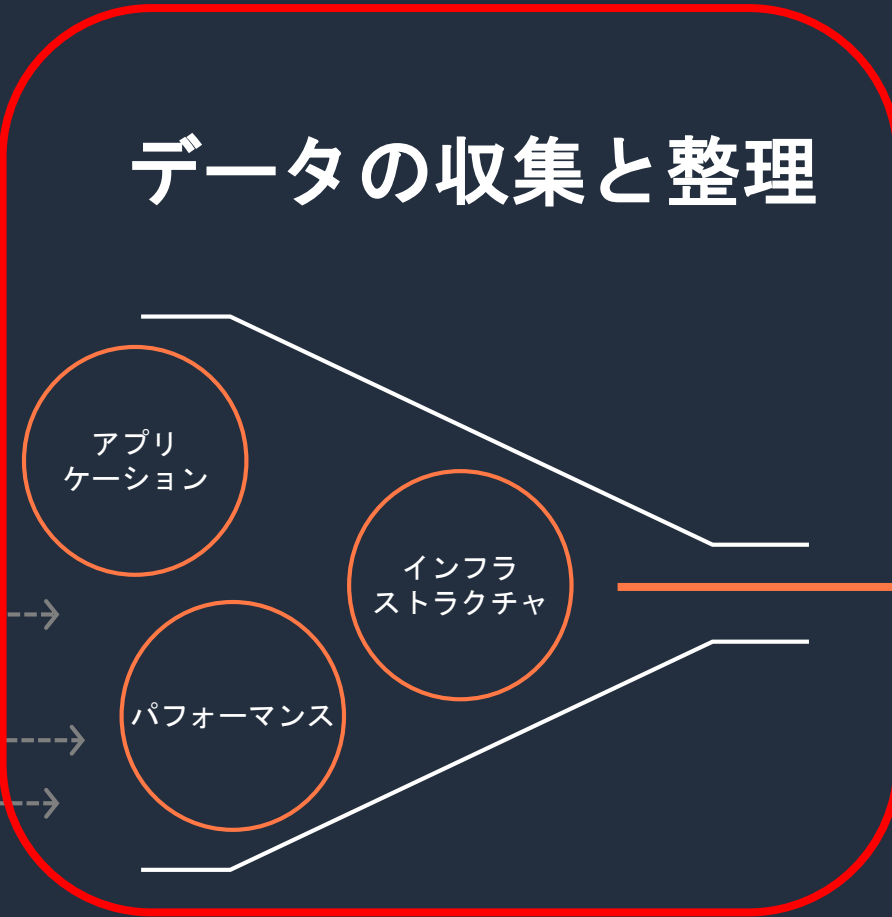 データの収集と整理
アプリ
ケーション
インフラ
ストラクチャ
パフォーマンス